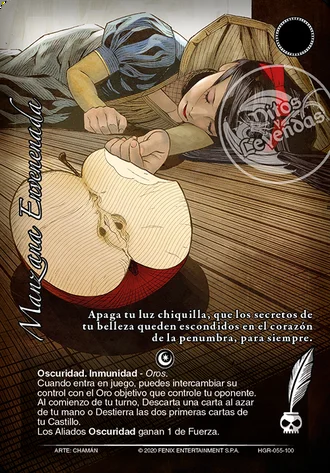 Mitos
y
Leyendas
Manzana Envenenada
Apaga tu luz chiquilla, que los secretos de
tu belleza queden escondidos en el corazón
de la penumbra, para siempre.
Oscuridad. Inmunidad - Oros.
Cuando entra en juego, puedes intercambiar su
control con el Oro objetivo que controle tu oponente.
Al comienzo de tu turno, Descarta una carta al azar
de tu mano o Destierra las dos primeras cartas de
tu Castillo.
Los Aliados Oscuridad ganan 1 de Fuerza.
ARTE: CHAMÁN
© 2020 FENIX ENTERTAINMENT S.P.A.
HGR-055-100